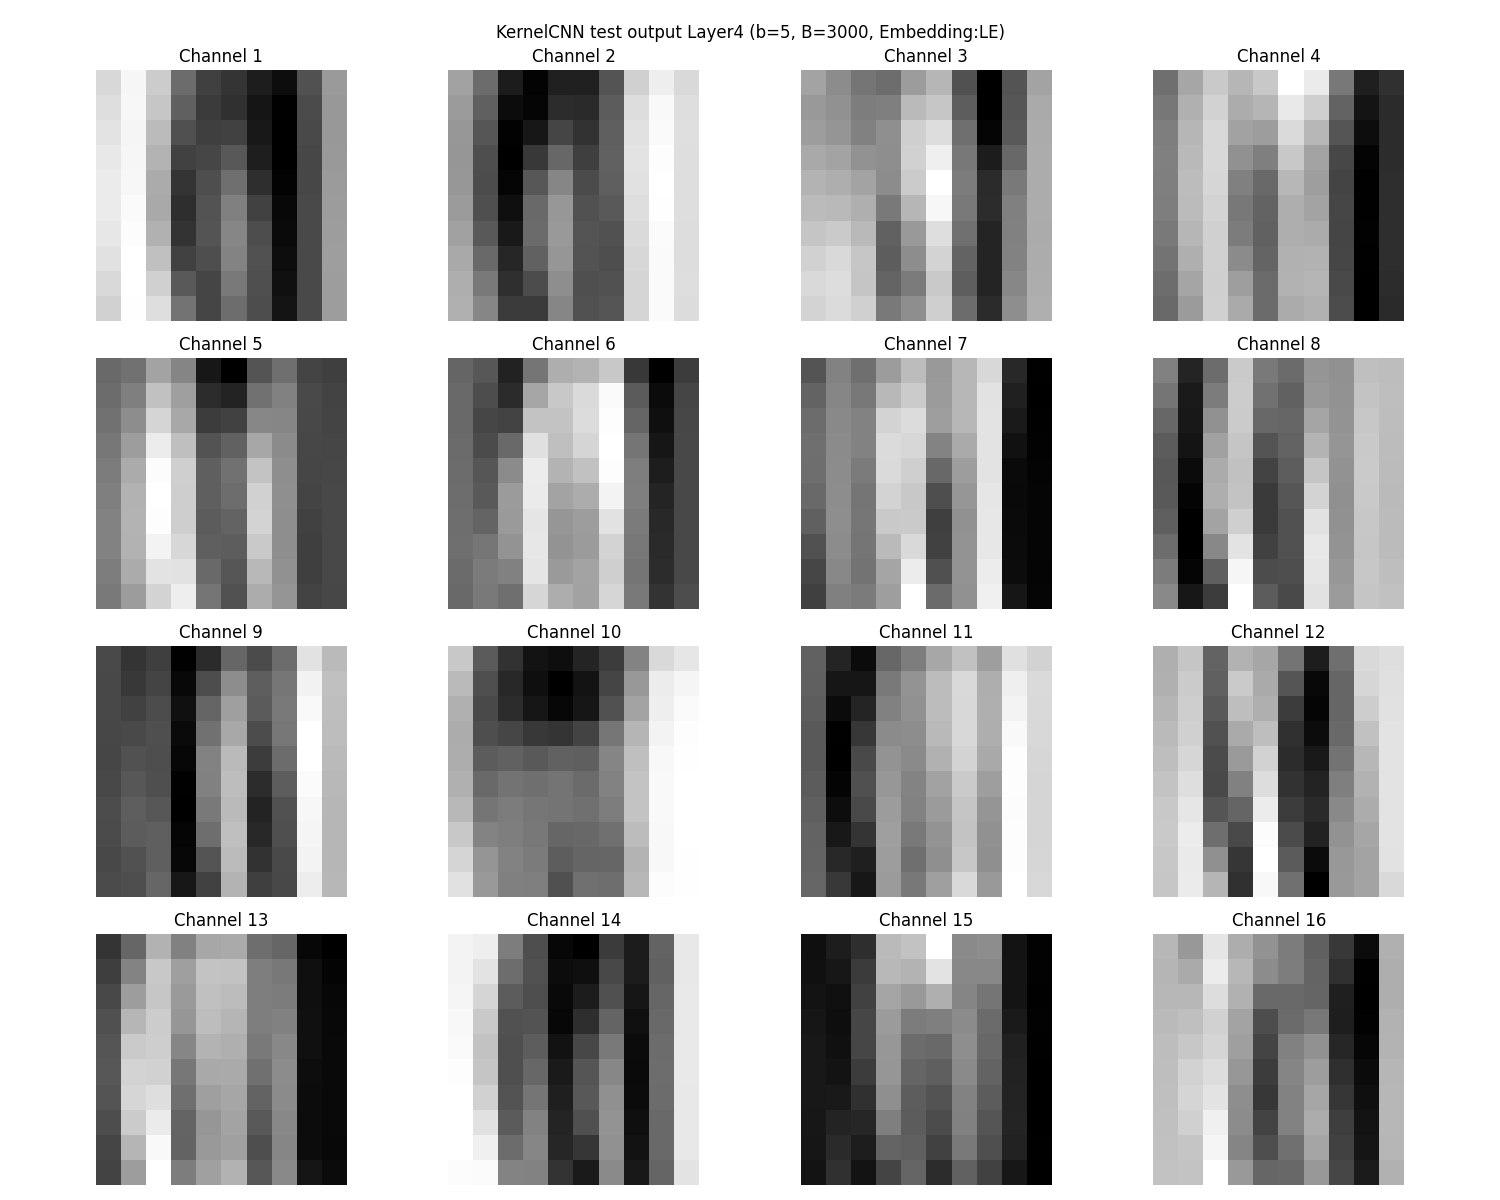 KernelCNN test output Layer4 (b=5, B=3000, Embedding:LE)
Channel 1
Channel 2
Channel 3
Channel 4
Channel 5
Channel 6
Channel 7
Channel 8
Channel 9
Channel 10
Channel 11
Channel 12
Channel 13
Channel 14
Channel 15
Channel 16